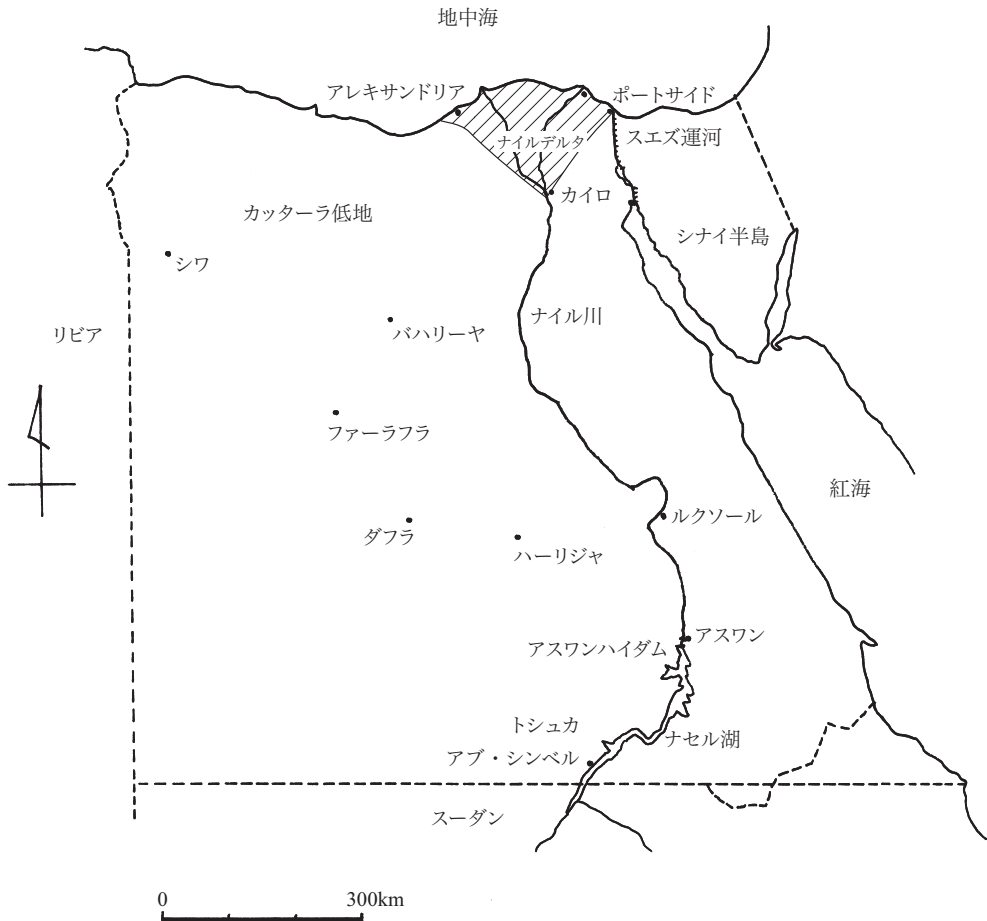 地中海
アレキサンドリア
ポートサイド
ナイルデルタ
スエズ運河
カイロ
カッターラ低地
シナイ半島
シワ
ナイル川
リビア
バハリーヤ
ファーラフラ
紅海
ルクソール
ダフラ
ハーリジャ
アスワン
アスワンハイダム
トシュカ
ナセル湖
アブ・シンベル
スーダン
0
300km